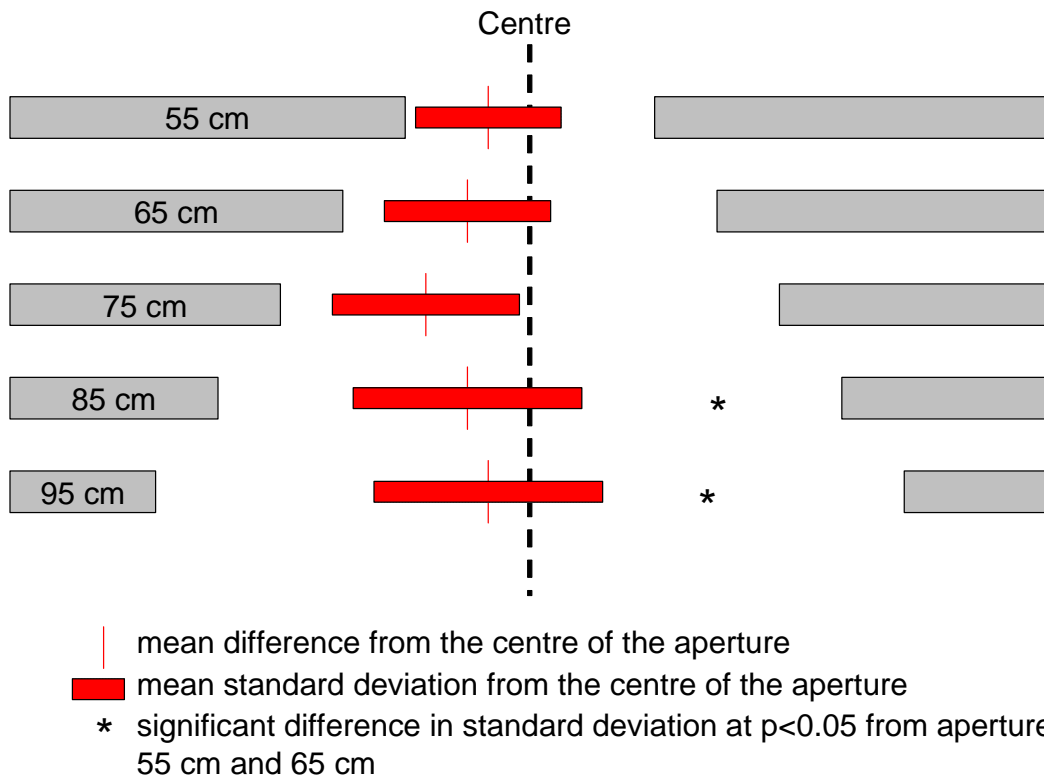 Centre
55 cm
65 cm
75 cm
85 cm
*
95 cm
*
mean difference from the centre of the aperture
mean standard deviation from the centre of the aperture
* significant difference in standard deviation at p<0.05 from aperture
55 cm and 65 cm